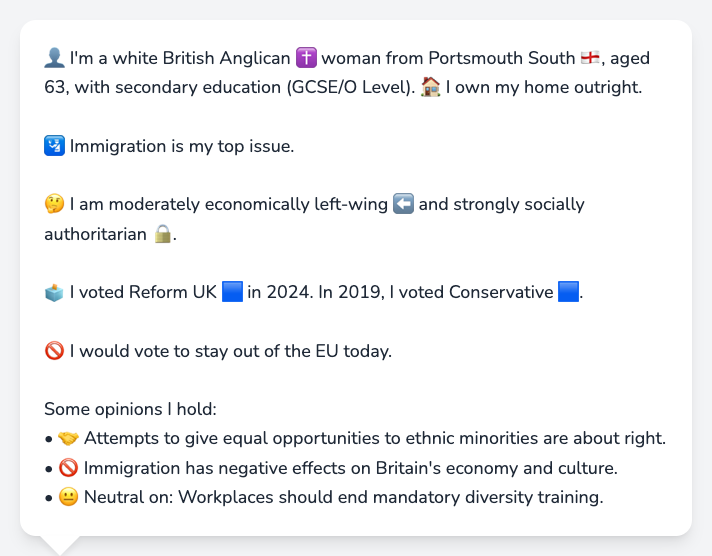 👤 I'm a white British Anglican ✝️ woman from Portsmouth South 🏴󠁧󠁢󠁥󠁮󠁧󠁿, aged
63, with secondary education (GCSE/O Level). 🏠 I own my home outright.
🛂 Immigration is my top issue.
🤔 I am moderately economically left-wing ⬅️ and strongly socially
authoritarian 🔒.
🗳️ I voted Reform UK 🟦 in 2024. In 2019, I voted Conservative 🟦.
🚫 I would vote to stay out of the EU today.
Some opinions I hold:
• 🤝 Attempts to give equal opportunities to ethnic minorities are about right.
• 🚫 Immigration has negative effects on Britain's economy and culture.
• 😐 Neutral on: Workplaces should end mandatory diversity training.